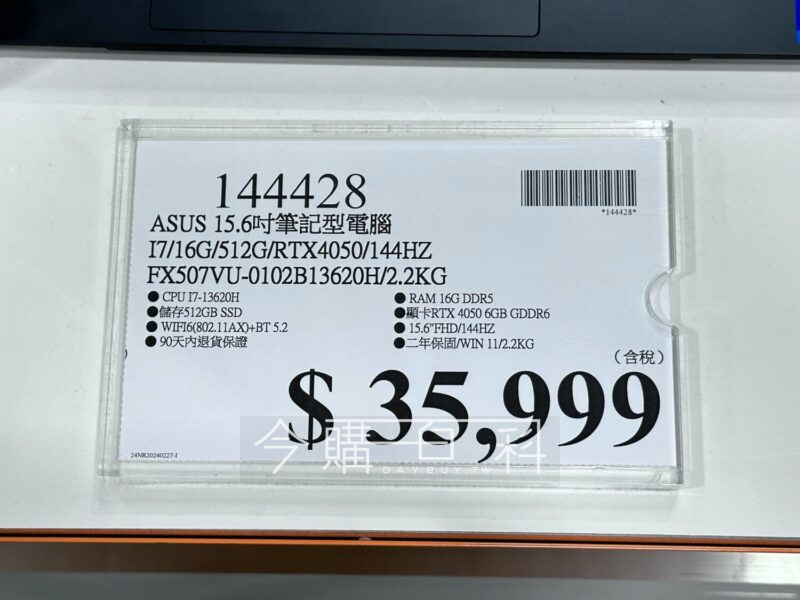 144428
*144428*
ASUS 15.6吋筆記型電腦
I7/16G/512G/RTX4050/144HZ
FX507VU-0102B13620H/2.2KG
● CPU I7-13620H
● RAM 16G DDR5
●儲存512GB SSD
●顯卡RTX 4050 6GB GDDR6
● WIFI6(802.11AX)+BT 5.2
● 15.6"FHD/144HZ
● 90天內退貨保證
●二年保固/WIN 11/2.2KG
（含稅）
$ 35,999
今購百科
DAYBUY.TW
24NR20240227-1